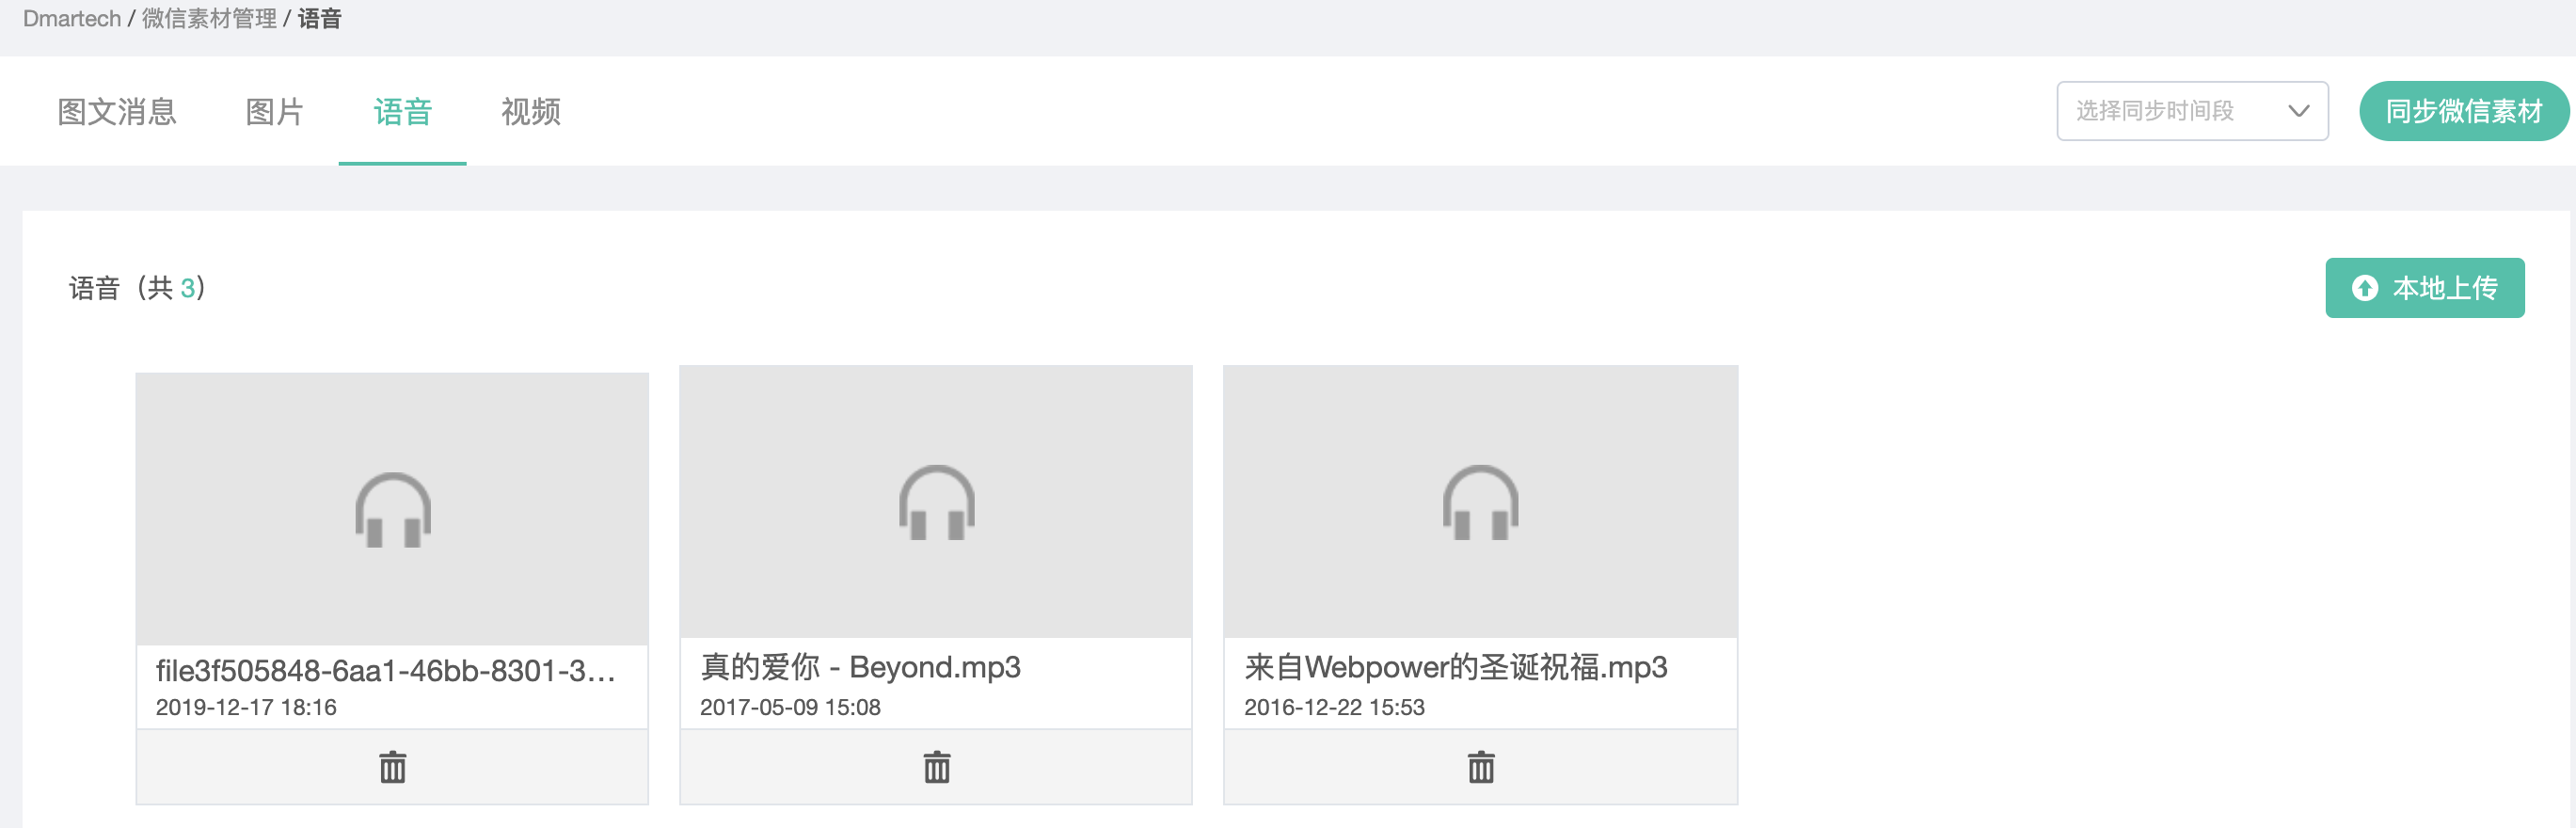 Dmartech / 微信素材管理 / 语音
图文消息 图片 语音 视频 选择同步时间段 同步微信素材
语音（共 3） 本地上传
file3f505848-6aa1-46bb-8301-3...
2019-12-17 18:16
真的爱你 - Beyond.mp3
2017-05-09 15:08
来自Webpower的圣诞祝福.mp3
2016-12-22 15:53